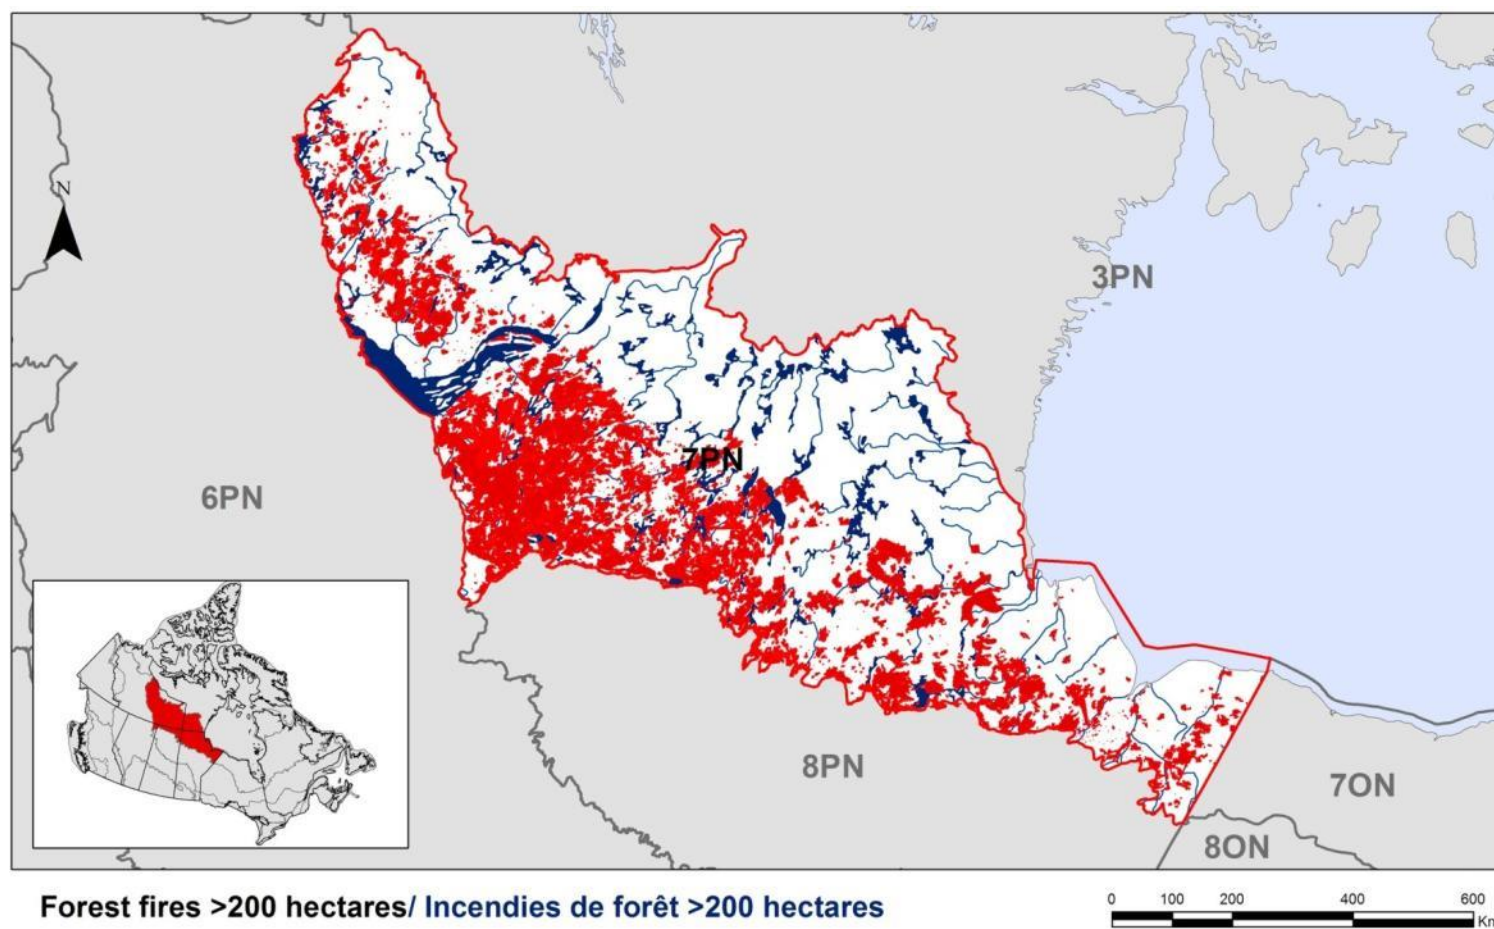 N
3PN
7PN
6PN
8PN
7ON
8ON
Forest fires >200 hectares/ Incendies de forêt >200 hectares
0 100 200 400 600
Km